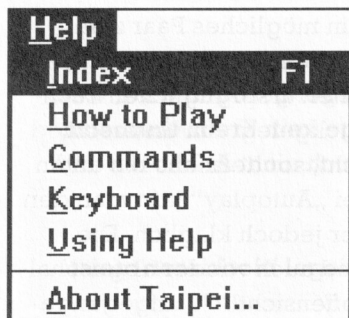 Help
Index F1
How to Play
Commands
Keyboard
Using Help
About Taipei...